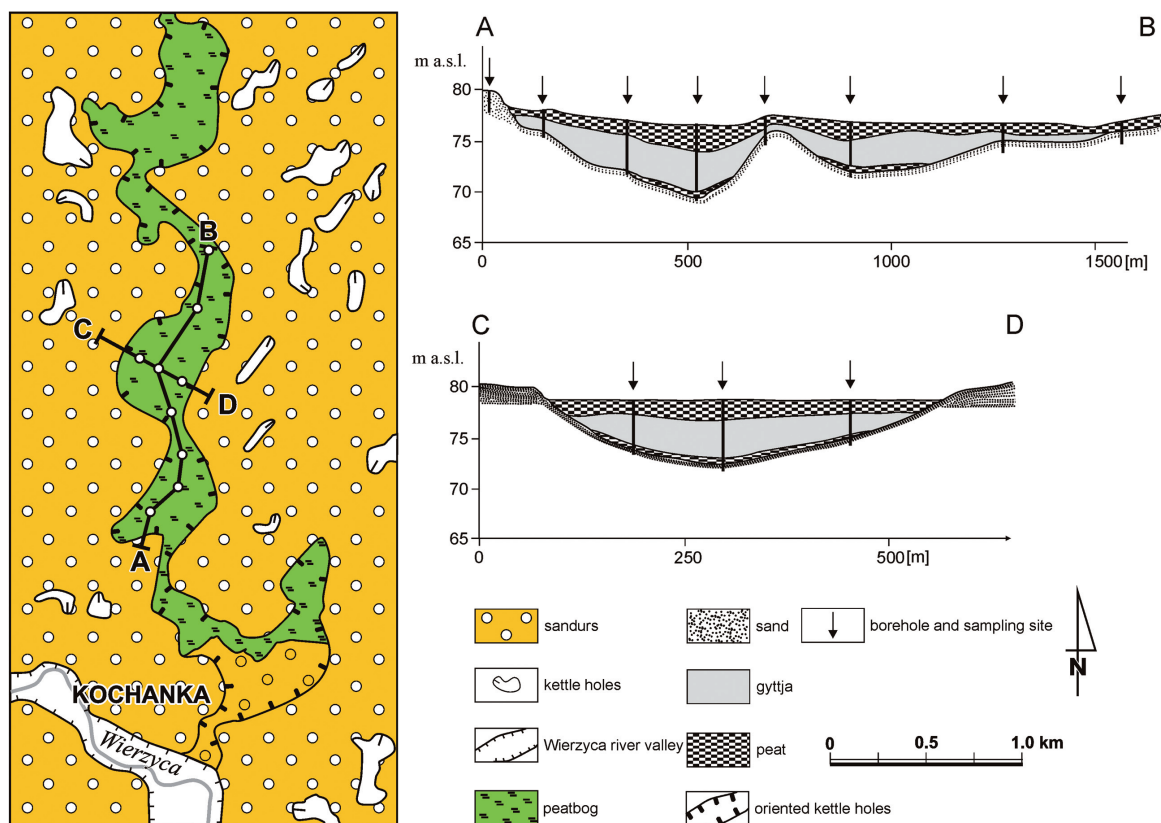 A
B
m a.s.l.
80
75
70
65
0
500
1000
1500 [m]
B
C
D
A
KOCHANKA
Wierzyca
C
D
m a.s.l.
80
75
70
65
0
250
500 [m]
sandurs
sand
borehole and sampling site
kettle holes
gyttja
Wierzyca river valley
peat
peatbog
oriented kettle holes
N
0
0.5
1.0 km